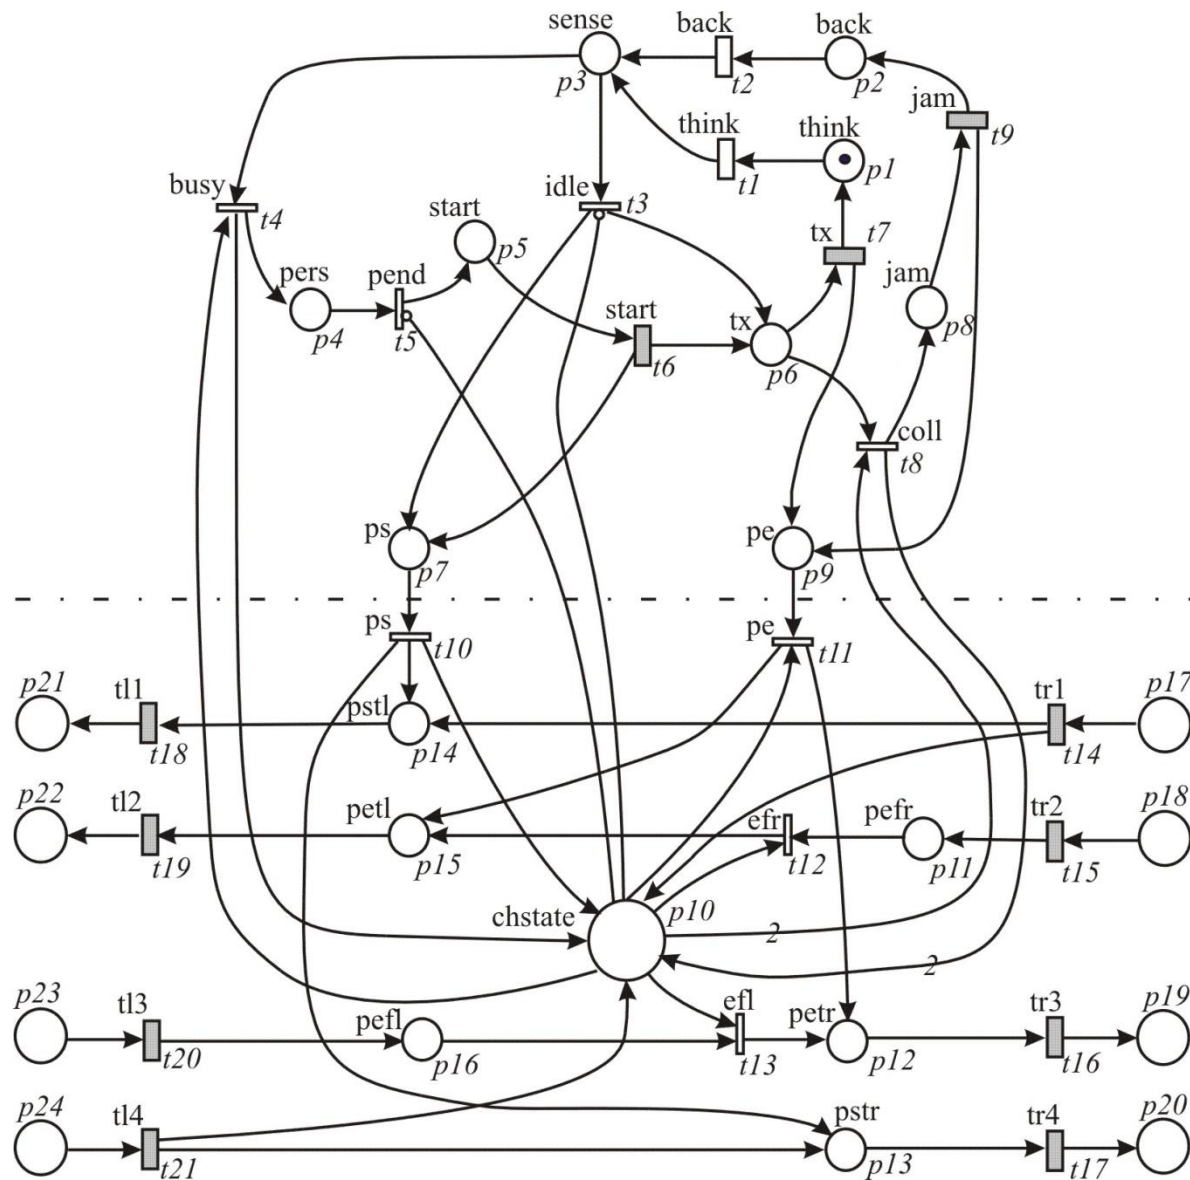 sense
p3
back
t2
back
p2
jam
t9
think
t1
think
p1
busy
t4
idle
t3
start
p5
tx
t7
pers
p4
pend
t5
start
t6
tx
p6
jam
p8
coll
t8
ps
p7
pe
p9
ps
t10
pe
t11
p21
tl1
t18
pstl
p14
tr1
t14
p17
p22
tl2
t19
petl
p15
efr
t12
pefr
p11
tr2
t15
p18
chstate
p10
2
2
p23
tl3
t20
pefl
p16
efl
t13
petr
p12
tr3
t16
p19
p24
tl4
t21
pstr
p13
tr4
t17
p20